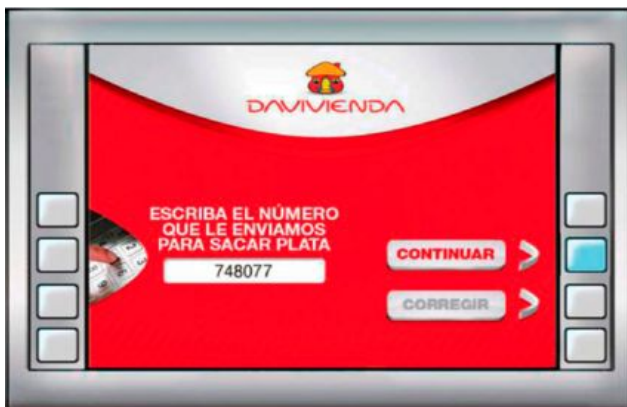 DAVIVIENDA
ESCRIBA EL NÚMERO
QUE LE ENVIAMOS
PARA SACAR PLATA
748077
CONTINUAR
CORREGIR